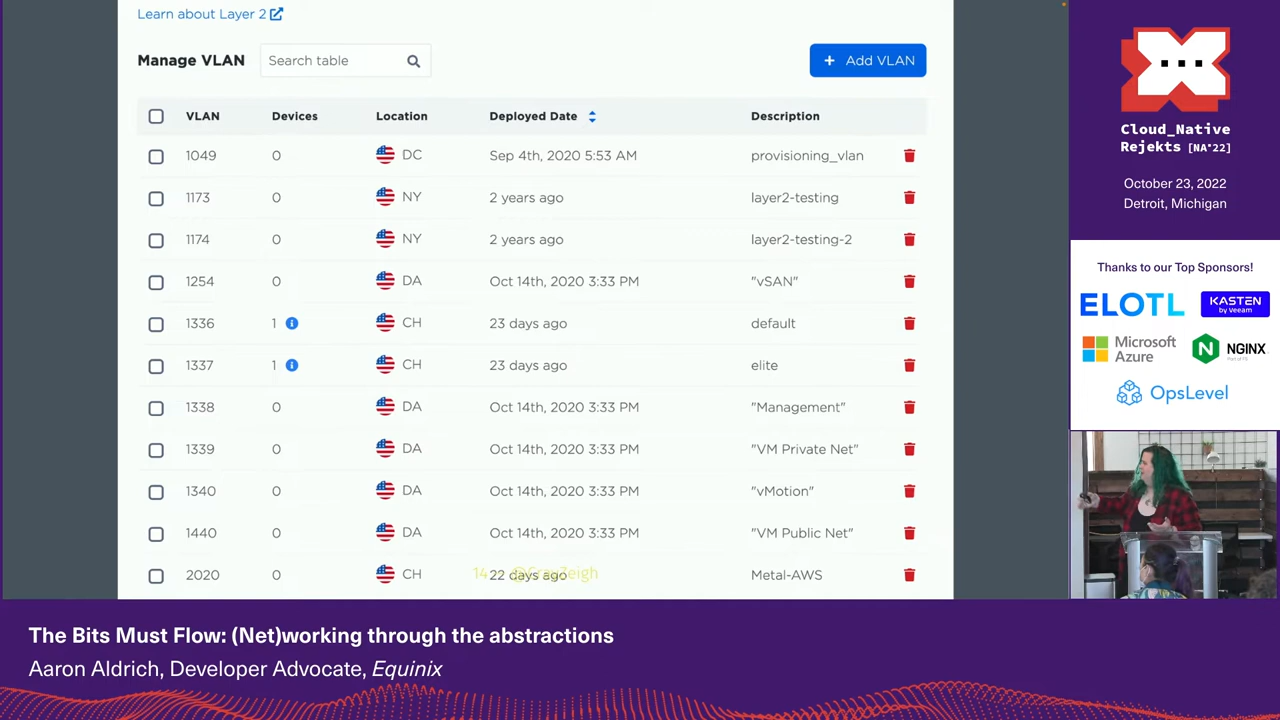 Learn about Layer 2
Manage VLAN
Search table
+ Add VLAN
VLAN Devices Location Deployed Date Description
1049 0 DC Sep 4th, 2020 5:53 AM provisioning_vlan
1173 0 NY 2 years ago layer2-testing
1174 0 NY 2 years ago layer2-testing-2
1254 0 DA Oct 14th, 2020 3:33 PM "vSAN"
1336 1 CH 23 days ago default
1337 1 CH 23 days ago elite
1338 0 DA Oct 14th, 2020 3:33 PM "Management"
1339 0 DA Oct 14th, 2020 3:33 PM "VM Private Net"
1340 0 DA Oct 14th, 2020 3:33 PM "vMotion"
1440 0 DA Oct 14th, 2020 3:33 PM "VM Public Net"
2020 0 CH 22 days ago Metal-AWS
14
Cloud_Native
Rejekts [NA'22]
October 23, 2022
Detroit, Michigan
Thanks to our Top Sponsors!
ELOTL
KASTEN
by Veeam
Microsoft
Azure
NGINX
OpsLevel
The Bits Must Flow: (Net)working through the abstractions
Aaron Aldrich, Developer Advocate, Equinix